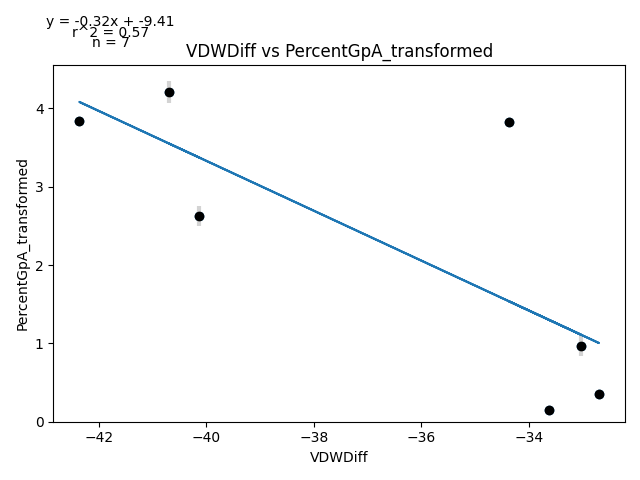 y = -0.32x + -9.41
r^2 = 0.57
n = 7
VDWDiff vs PercentGpA_transformed
PercentGpA_transformed
4
3
2
1
0
−42
−40
−38
−36
−34
VDWDiff